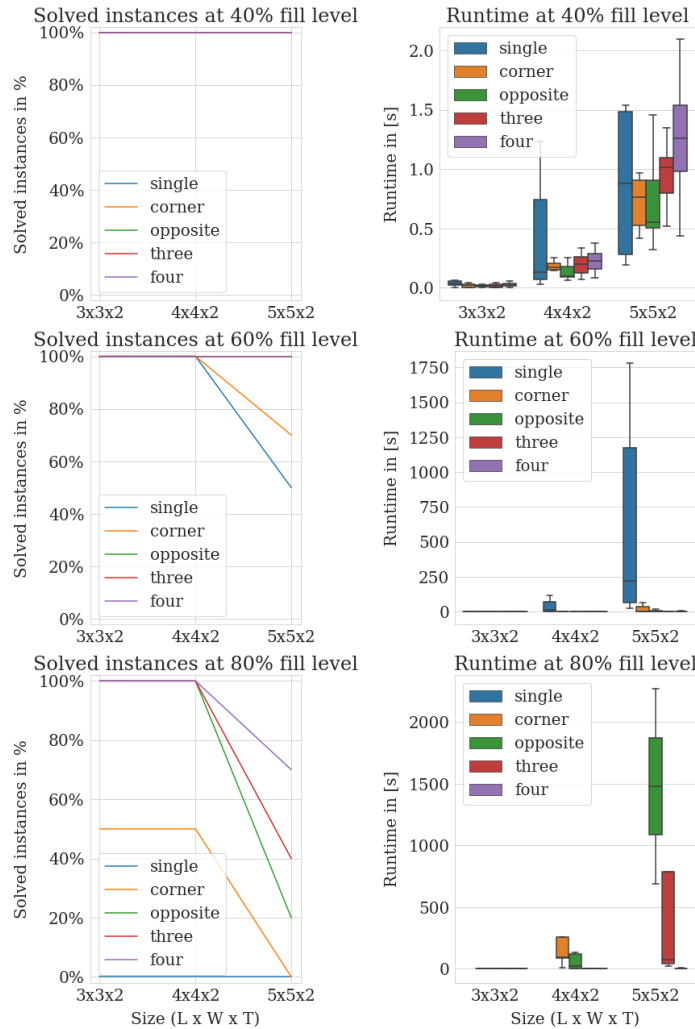 Solved instances at 40% fill level
Solved instances in %
100%
80%
60%
40%
20%
0%
single
corner
opposite
three
four
3x3x2 4x4x2 5x5x2
Runtime at 40% fill level
Runtime in [s]
2.0
1.5
1.0
0.5
0.0
single
corner
opposite
three
four
3x3x2 4x4x2 5x5x2
Solved instances at 60% fill level
Solved instances in %
100%
80%
60%
40%
20%
0%
single
corner
opposite
three
four
3x3x2 4x4x2 5x5x2
Runtime at 60% fill level
Runtime in [s]
1750
1500
1250
1000
750
500
250
0
single
corner
opposite
three
four
3x3x2 4x4x2 5x5x2
Solved instances at 80% fill level
Solved instances in %
100%
80%
60%
40%
20%
0%
single
corner
opposite
three
four
3x3x2 4x4x2 5x5x2
Size (L x W x T)
Runtime at 80% fill level
Runtime in [s]
2000
1500
1000
500
0
single
corner
opposite
three
four
3x3x2 4x4x2 5x5x2
Size (L x W x T)